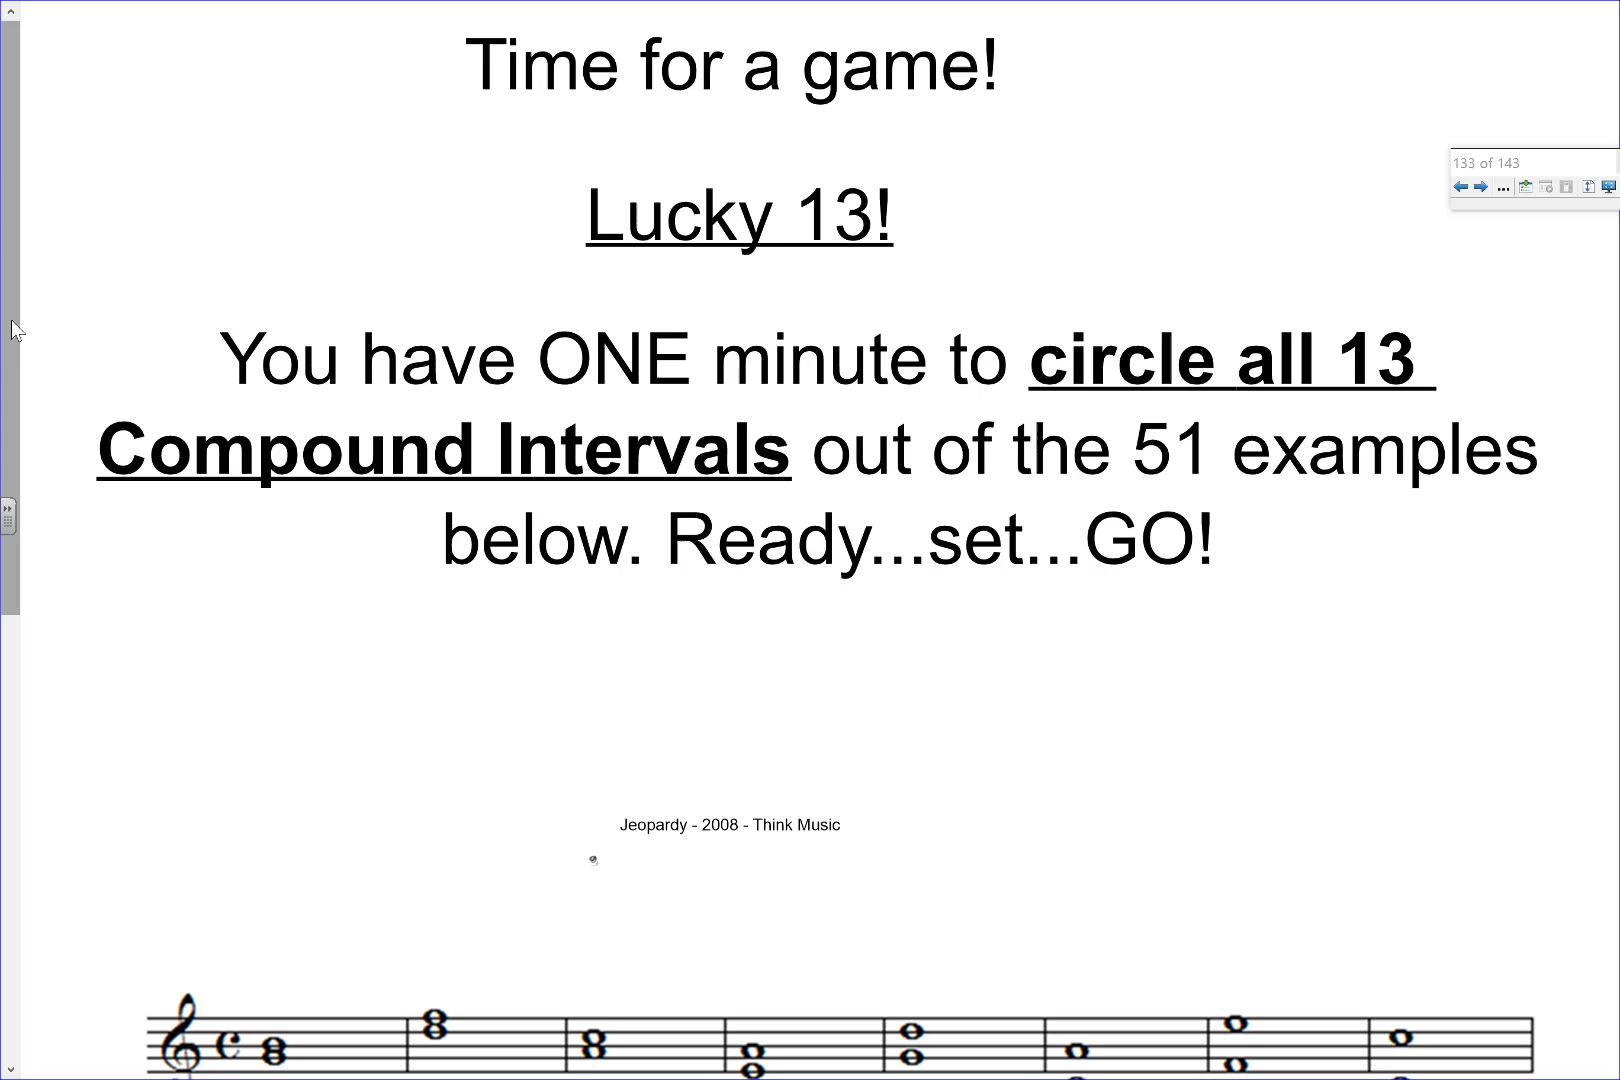 Time for a game!
133 of 143
Lucky 13!
You have ONE minute to circle all 13
Compound Intervals out of the 51 examples
below. Ready...set...GO!
Jeopardy - 2008 - Think Music